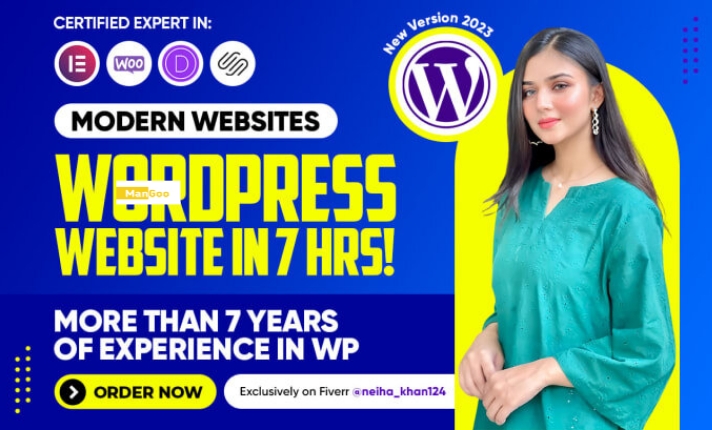 CERTIFIED EXPERT IN:
WOO
D
New Version 2023
W
MODERN WEBSITES
WORDPRESS
ManGoo
WEBSITE IN 7 HRS!
MORE THAN 7 YEARS
OF EXPERIENCE IN WP
ORDER NOW
Exclusively on Fiverr @neiha_khan124